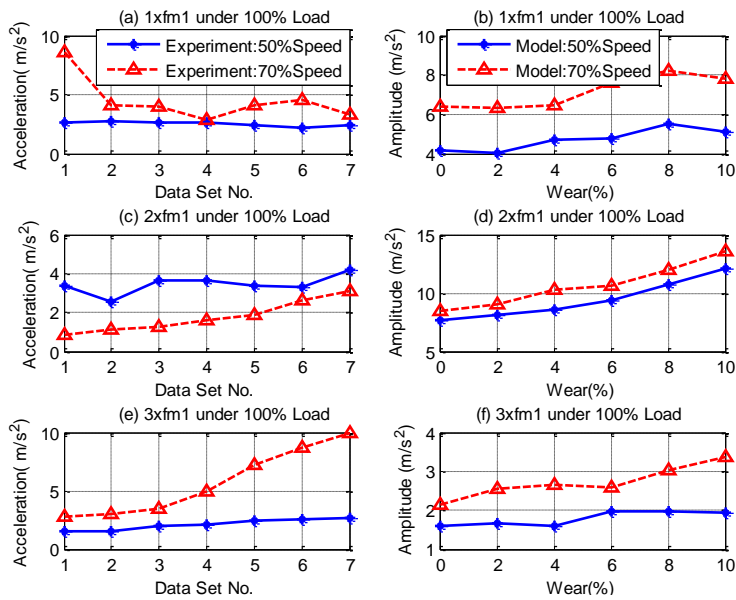 (a) 1xfm1 under 100% Load
Acceleration( m/s²)
10
5
0
Experiment:50%Speed
Experiment:70%Speed
1 2 3 4 5 6 7
Data Set No.
(b) 1xfm1 under 100% Load
Amplitude (m/s²)
10
8
6
4
Model:50%Speed
Model:70%Speed
0 2 4 6 8 10
Wear(%)
(c) 2xfm1 under 100% Load
Acceleration( m/s²)
6
4
2
0
1 2 3 4 5 6 7
Data Set No.
(d) 2xfm1 under 100% Load
Amplitude (m/s²)
15
10
5
0 2 4 6 8 10
Wear(%)
(e) 3xfm1 under 100% Load
Acceleration( m/s²)
10
5
0
1 2 3 4 5 6 7
Data Set No.
(f) 3xfm1 under 100% Load
Amplitude (m/s²)
4
3
2
1
0 2 4 6 8 10
Wear(%)